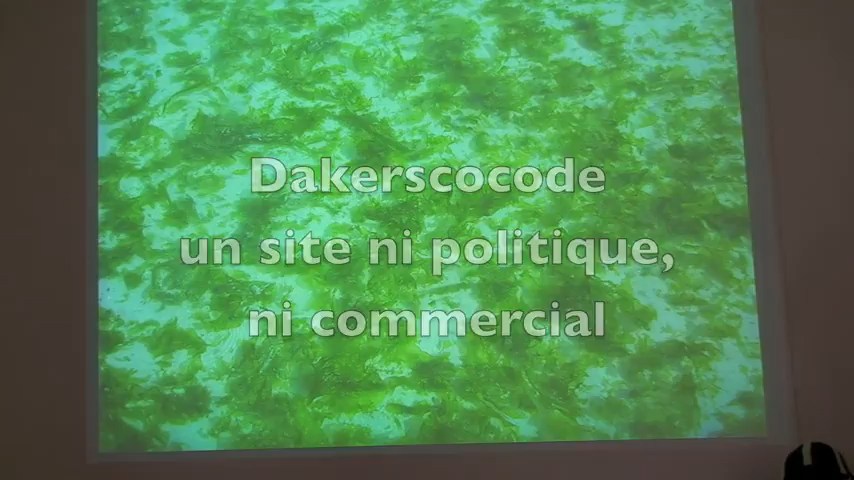 Dakerscocode
un site ni politique,
ni commercial